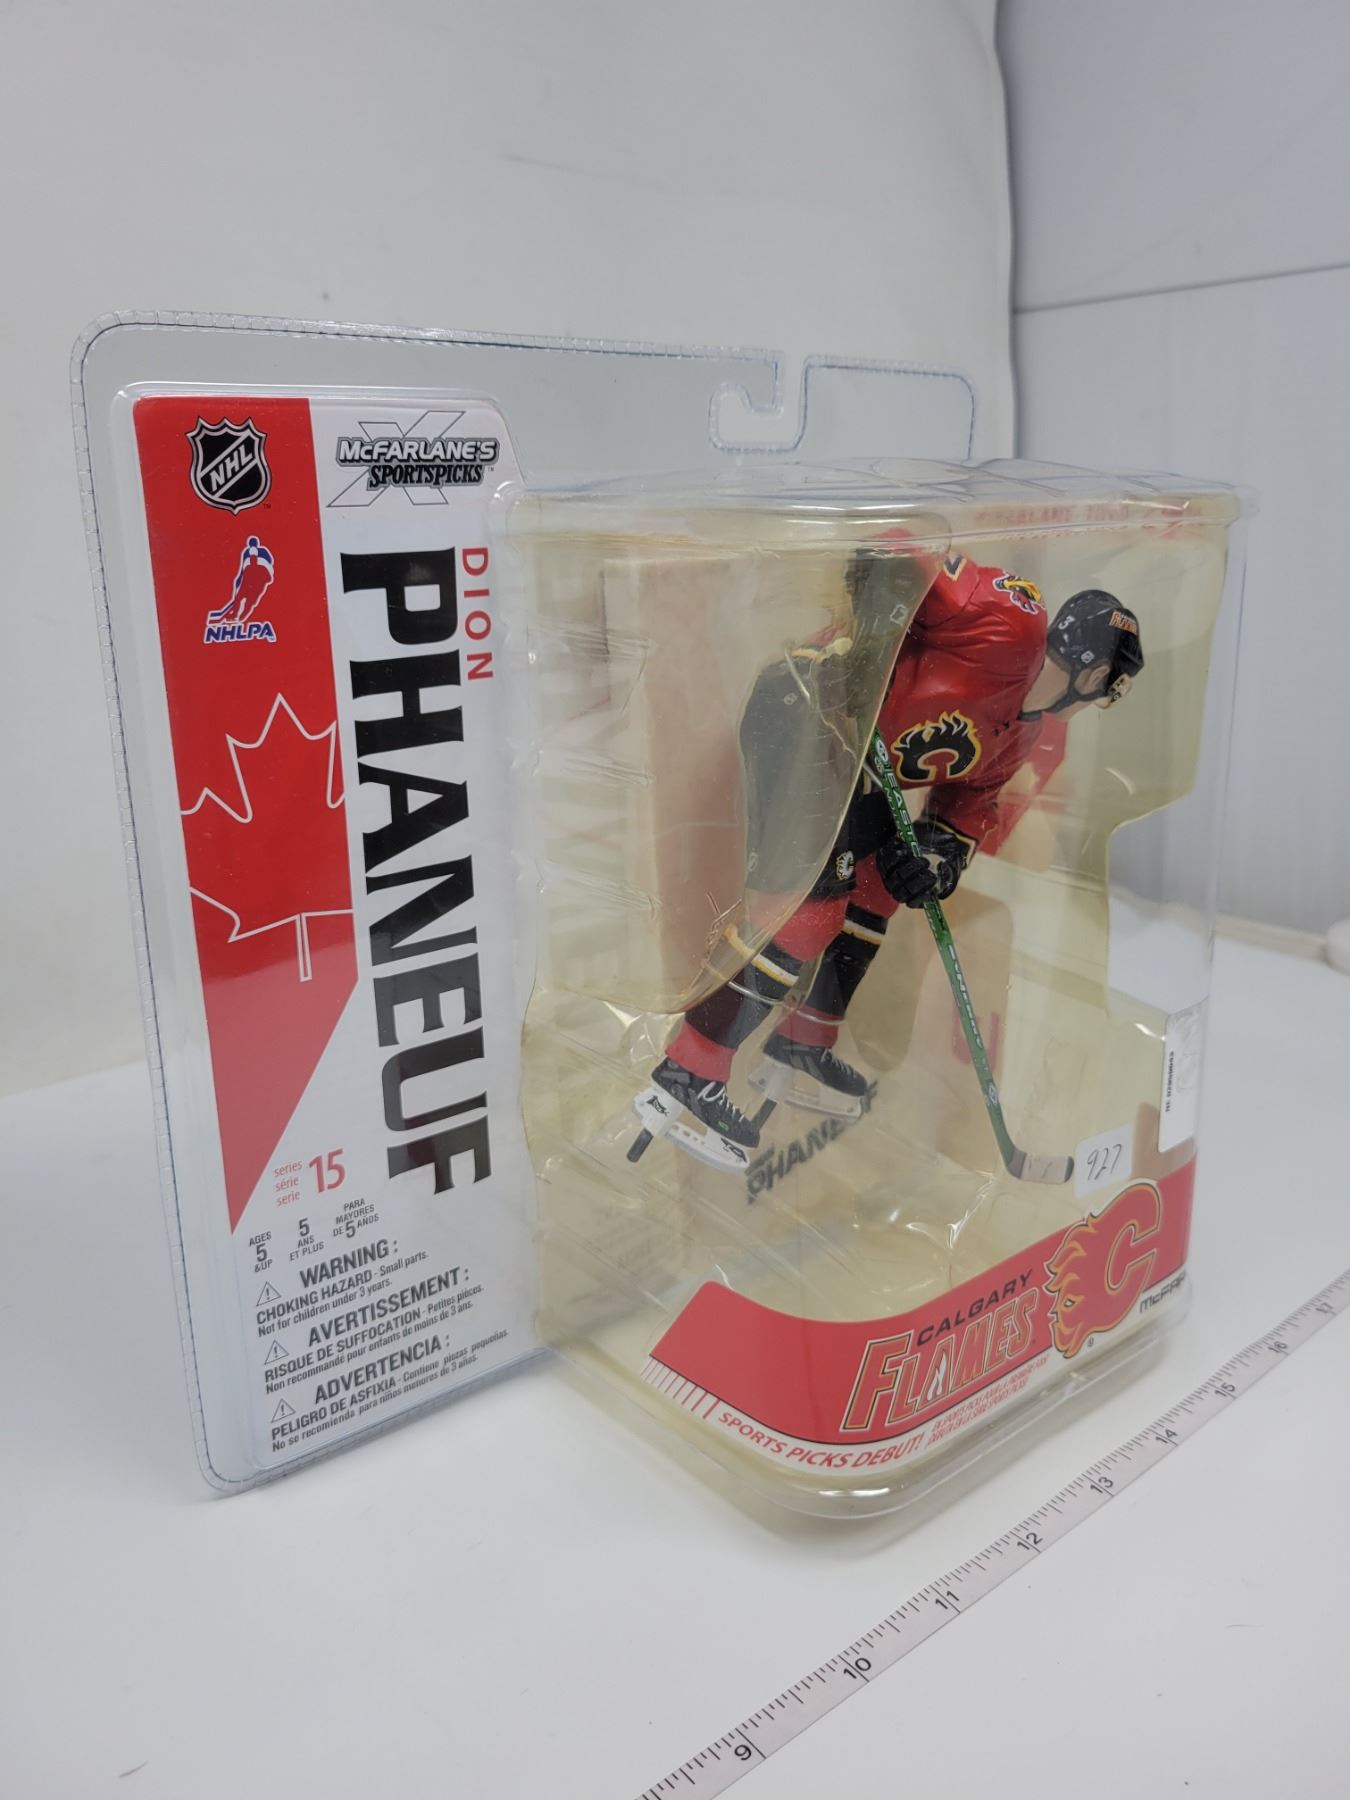 NHL
NHLPA
McFARLANE'S
SPORTSPICKS™
DION
PHANEUF
series
série
serie
15
AGES
5
&UP
5
ANS
ET PLUS
PARA
MAYORES
DE 5 AÑOS
WARNING:
CHOKING HAZARD - Small parts.
Not for children under 3 years.
AVERTISSEMENT:
RISQUE DE SUFFOCATION - Petites pièces.
Non recommandé pour enfants de moins de 3 ans.
ADVERTENCIA:
PELIGRO DE ASFIXIA - Contiene piezas pequeñas.
No se recomienda para niños menores de 3 años.
3
C
PHANEUF
927
CALGARY
FLAMES
C
SPORTS PICKS DEBUT!
9
10
11
12
13
14
15
16
17